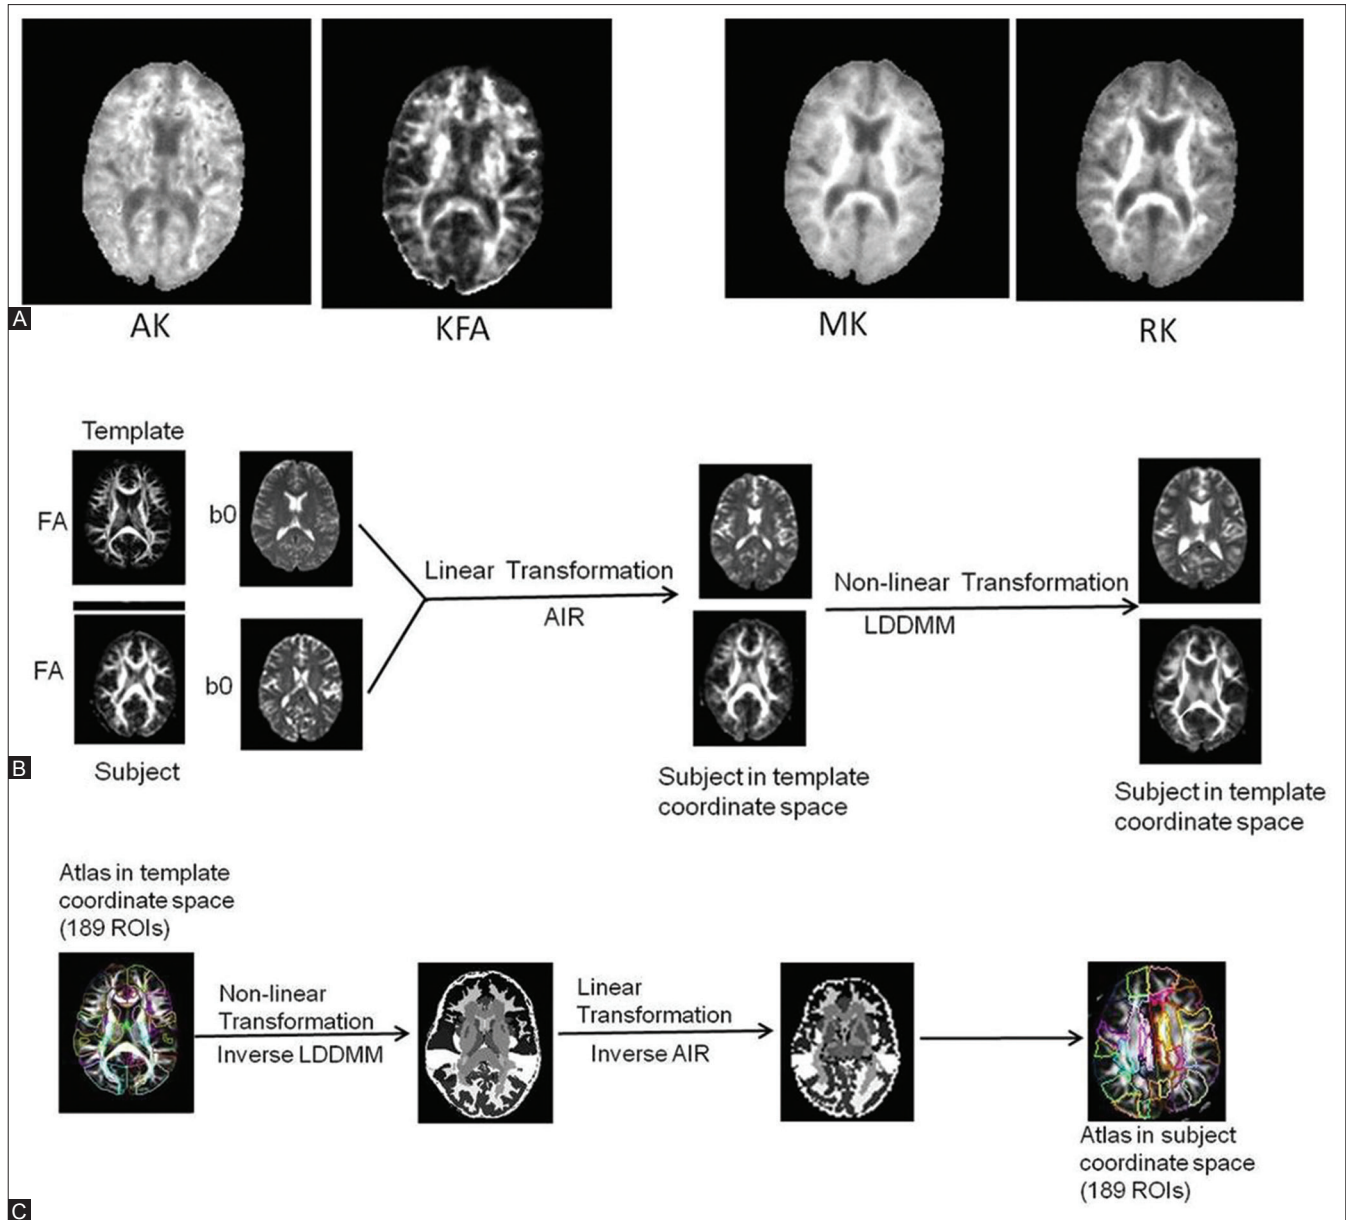 AK
KFA
MK
RK
A
Template
FA
b0
Linear Transformation
AIR
Non-linear Transformation
LDDMM
FA
b0
Subject
Subject in template
coordinate space
Subject in template
coordinate space
B
Atlas in template
coordinate space
(189 ROIs)
Non-linear
Transformation
Inverse LDDMM
Linear
Transformation
Inverse AIR
Atlas in subject
coordinate space
(189 ROIs)
C